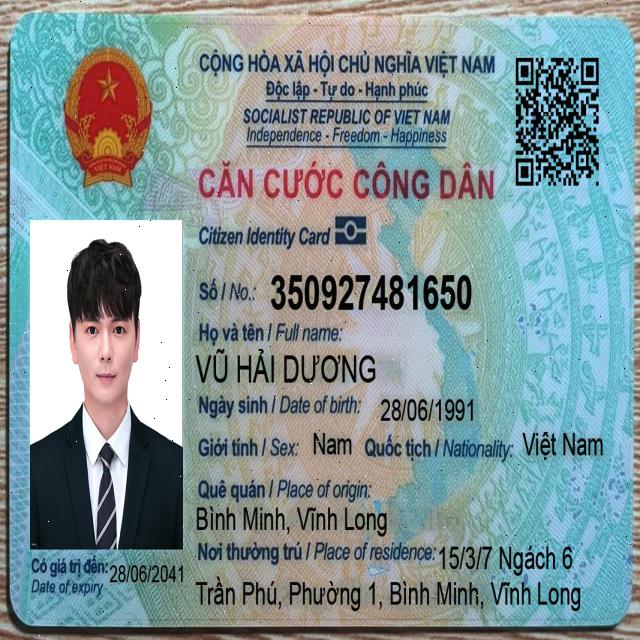 CỘNG HÒA XÃ HỘI CHỦ NGHĨA VIỆT NAM
Độc lập - Tự do - Hạnh phúc
SOCIALIST REPUBLIC OF VIET NAM
Independence - Freedom - Happiness
CĂN CƯỚC CÔNG DÂN
Citizen Identity Card
VIỆT NAM
Số / No.: 350927481650
Họ và tên / Full name:
VŨ HẢI DƯƠNG
Ngày sinh / Date of birth: 28/06/1991
Giới tính / Sex: Nam Quốc tịch / Nationality: Việt Nam
Quê quán / Place of origin:
Bình Minh, Vĩnh Long
Nơi thường trú / Place of residence: 15/3/7 Ngách 6
Trần Phú, Phường 1, Bình Minh, Vĩnh Long
Có giá trị đến: 28/06/2041
Date of expiry